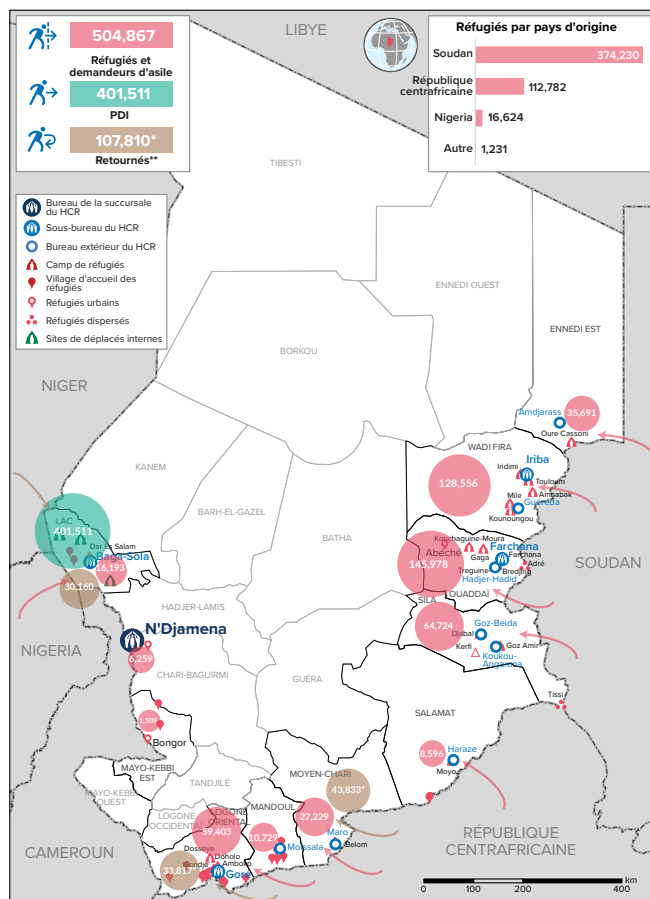 504,867
Réfugiés et
demandeurs d'asile
401,511
PDI
107,810*
Retournés**
Bureau de la succursale
du HCR
Sous-bureau du HCR
Bureau extérieur du HCR
Camp de réfugiés
Village d'accueil des
réfugiés
Réfugiés urbains
Réfugiés dispersés
Sites de déplacés internes
Réfugiés par pays d'origine
Soudan
374,230
République
centrafricaine
112,782
Nigeria
16,624
Autre
1,231
LIBYE
TIBESTI
ENNEDI OUEST
ENNEDI EST
BORKOU
NIGER
KANEM
Amdjarass
35,691
Oure Cassoni
WADI FIRA
Iriba
Iridimi
Touloum
128,556
Amnabak
Mile
Guéréda
Kounoungou
BARH-EL-GAZEL
BATHA
LAC
401,511
Dar Es Salam
Baga-Sola
16,193
30,160
Kouchaguine-Moura
Abéché
Farchana
Gaga
Farchana
145,978
Adré
Treguine
Bredjing
Hadjer-Hadid
SOUDAN
OUADDAÏ
SILA
HADJER-LAMIS
64,724
Goz-Beida
Djabal
Kerfi
Goz Amir
Koukou-
Angarana
N'Djamena
NIGERIA
6,259
CHARI-BAGUIRMI
GUÉRA
Tissi
1,509
SALAMAT
Bongor
8,596
Haraze
Moyo
MAYO-KEBBI
EST
MAYO-KEBBI
OUEST
TANDJILÉ
MOYEN-CHARI
43,833*
LOGONE
OCCIDENTAL
LOGONE
ORIENTAL
MANDOUL
27,229
59,403
10,729
Maro
Belom
Moissala
Dosseye
Doholo
Amboko
Gondjé
Goré
33,817*
CAMEROUN
RÉPUBLIQUE
CENTRAFRICAINE
km
0 100 200 300 400